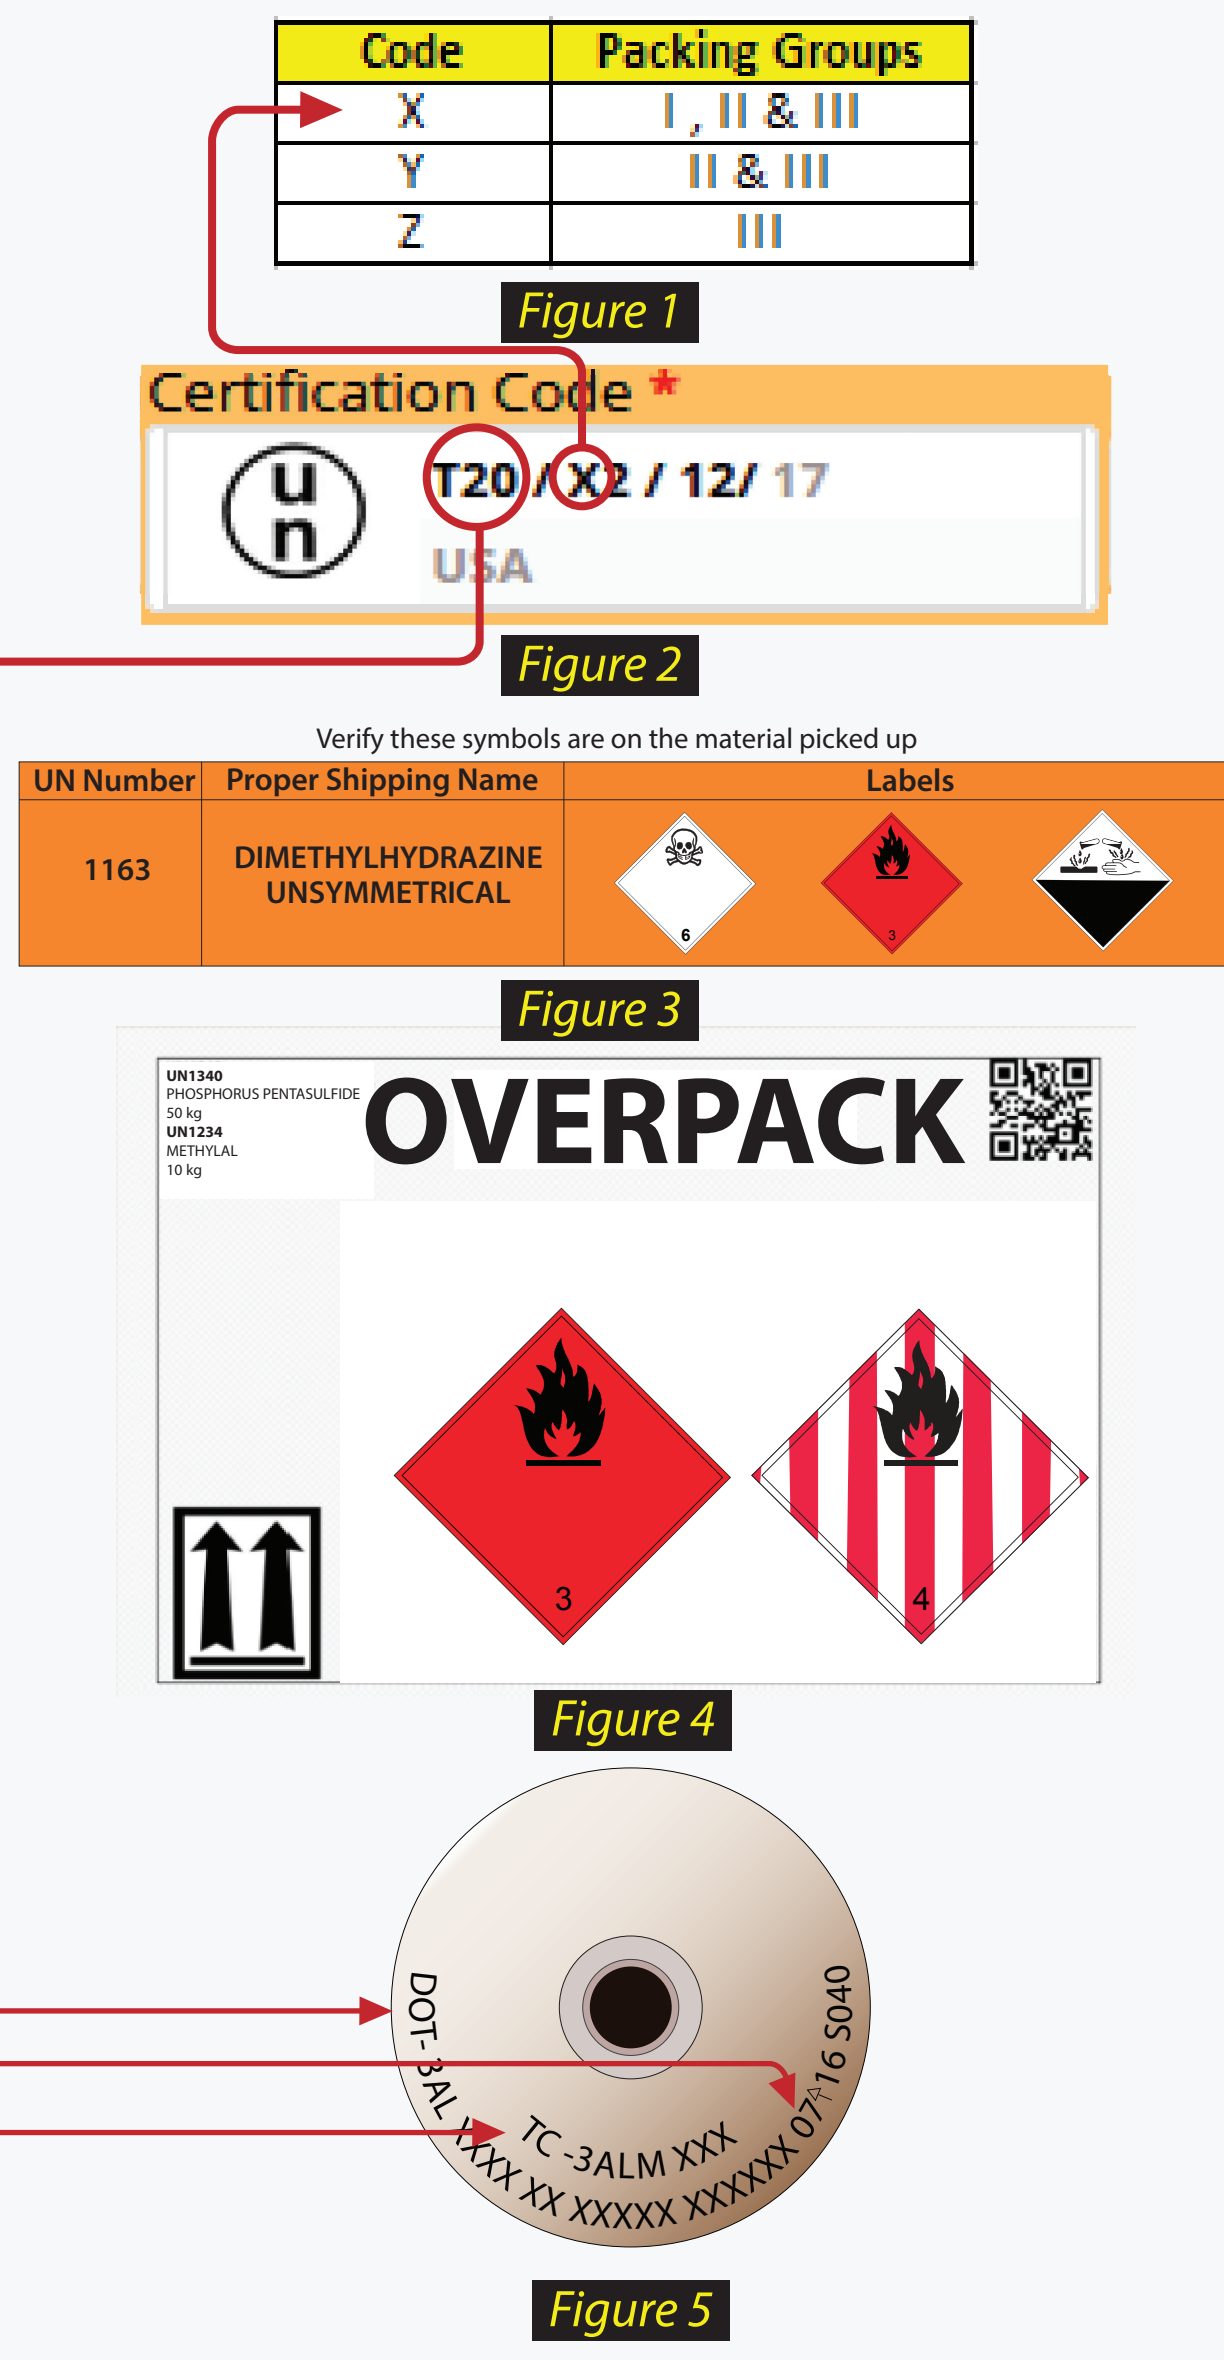 Code Packing Groups
X I , II & III
Y II & III
Z III
Figure 1
Certification Code *
un
T20 / X2 / 12/ 17
USA
Figure 2
Verify these symbols are on the material picked up
UN Number Proper Shipping Name Labels
1163 DIMETHYLHYDRAZINE
UNSYMMETRICAL
6
3
Figure 3
UN1340
PHOSPHORUS PENTASULFIDE
50 kg
UN1234
METHYLAL
10 kg
OVERPACK
3
4
Figure 4
DOT- 3AL XXXX XX XXXXX XXXXXX 07 16 S040
TC -3ALM XXX
Figure 5